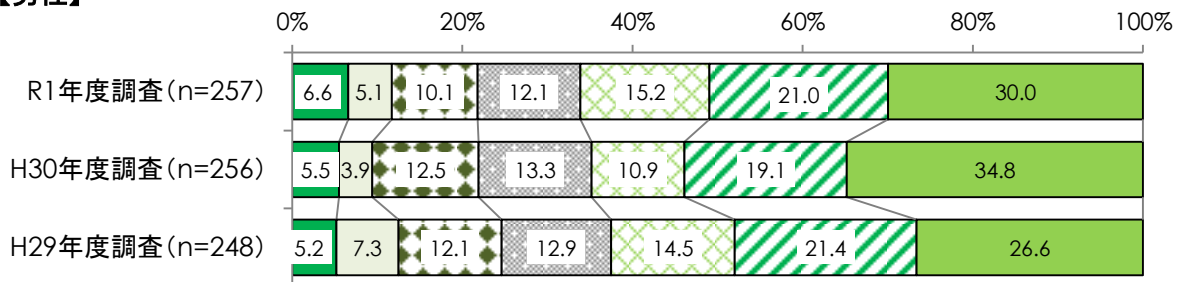 0% 20% 40% 60% 80% 100%
R1年度調査(n=257) 6.6 5.1 10.1 12.1 15.2 21.0 30.0
H30年度調査(n=256) 5.5 3.9 12.5 13.3 10.9 19.1 34.8
H29年度調査(n=248) 5.2 7.3 12.1 12.9 14.5 21.4 26.6